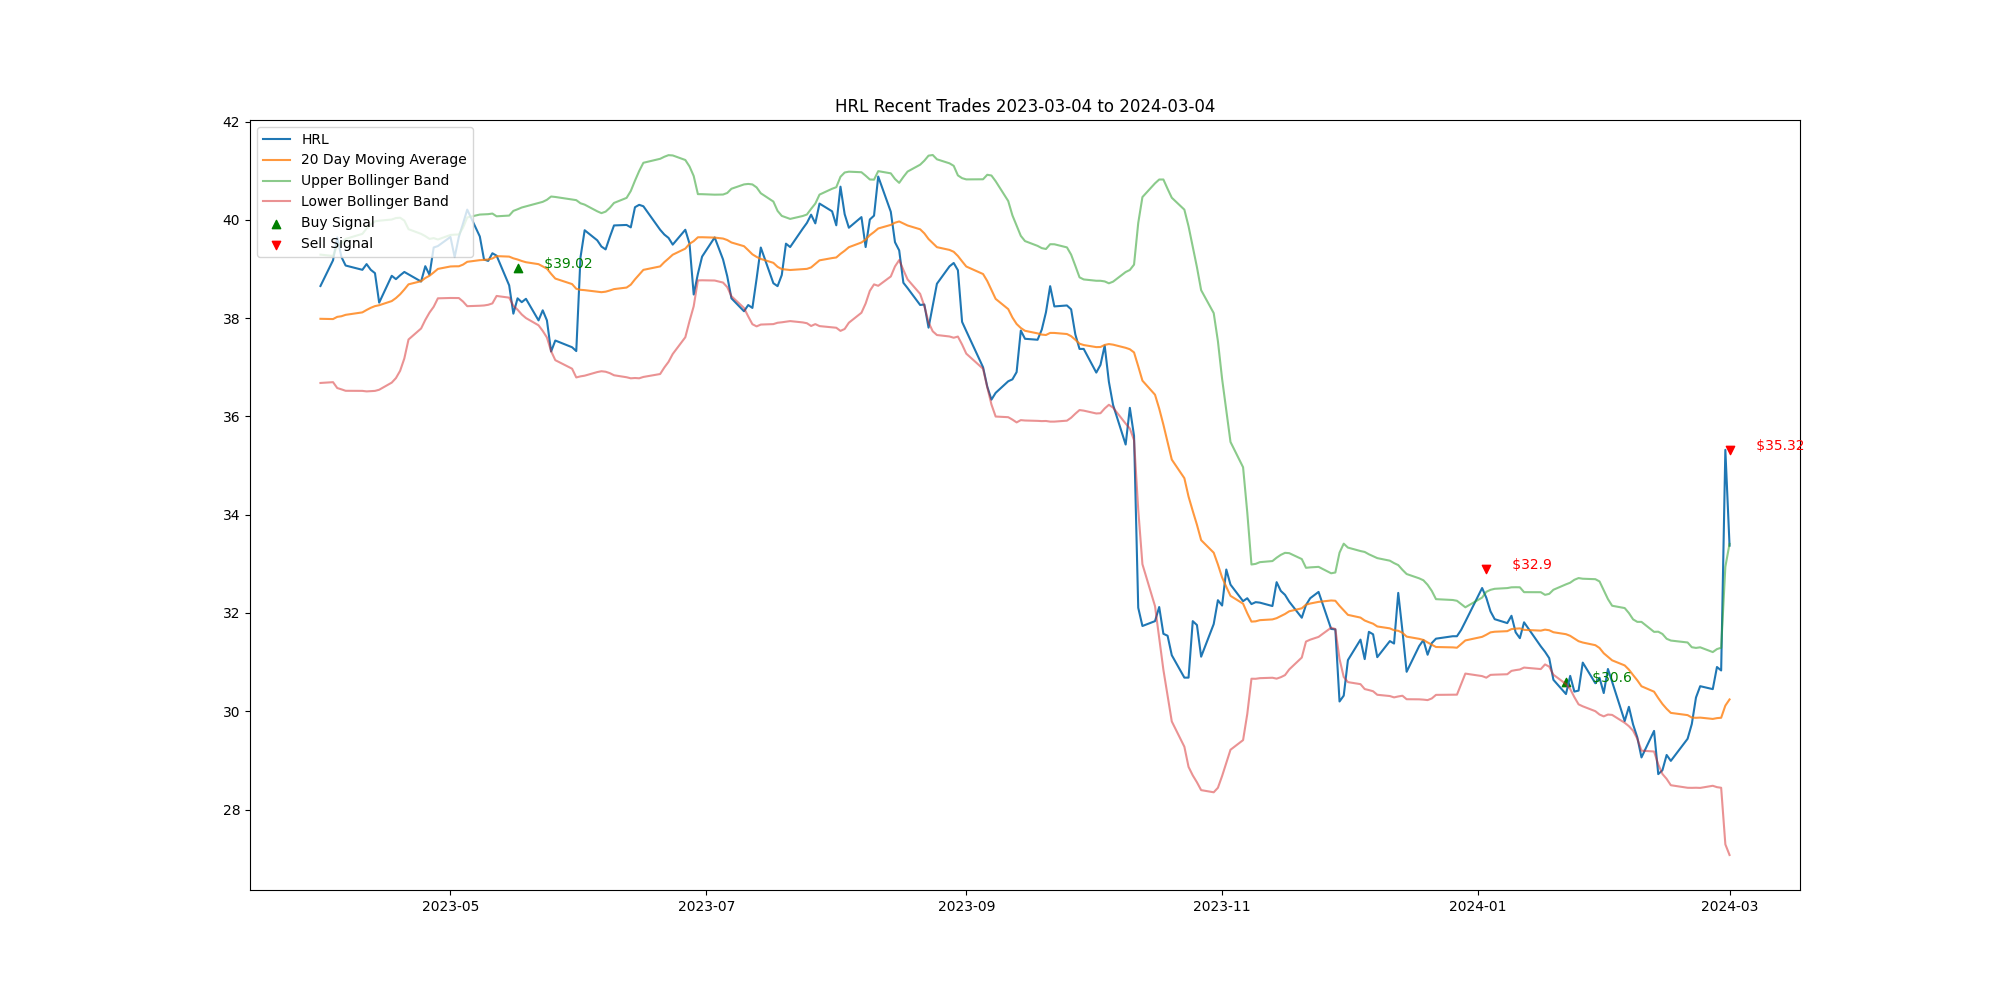 HRL Recent Trades 2023-03-04 to 2024-03-04
42
40
38
36
34
32
30
28
HRL
20 Day Moving Average
Upper Bollinger Band
Lower Bollinger Band
Buy Signal
Sell Signal
$39.02
$35.32
$32.9
$30.6
2023-05
2023-07
2023-09
2023-11
2024-01
2024-03